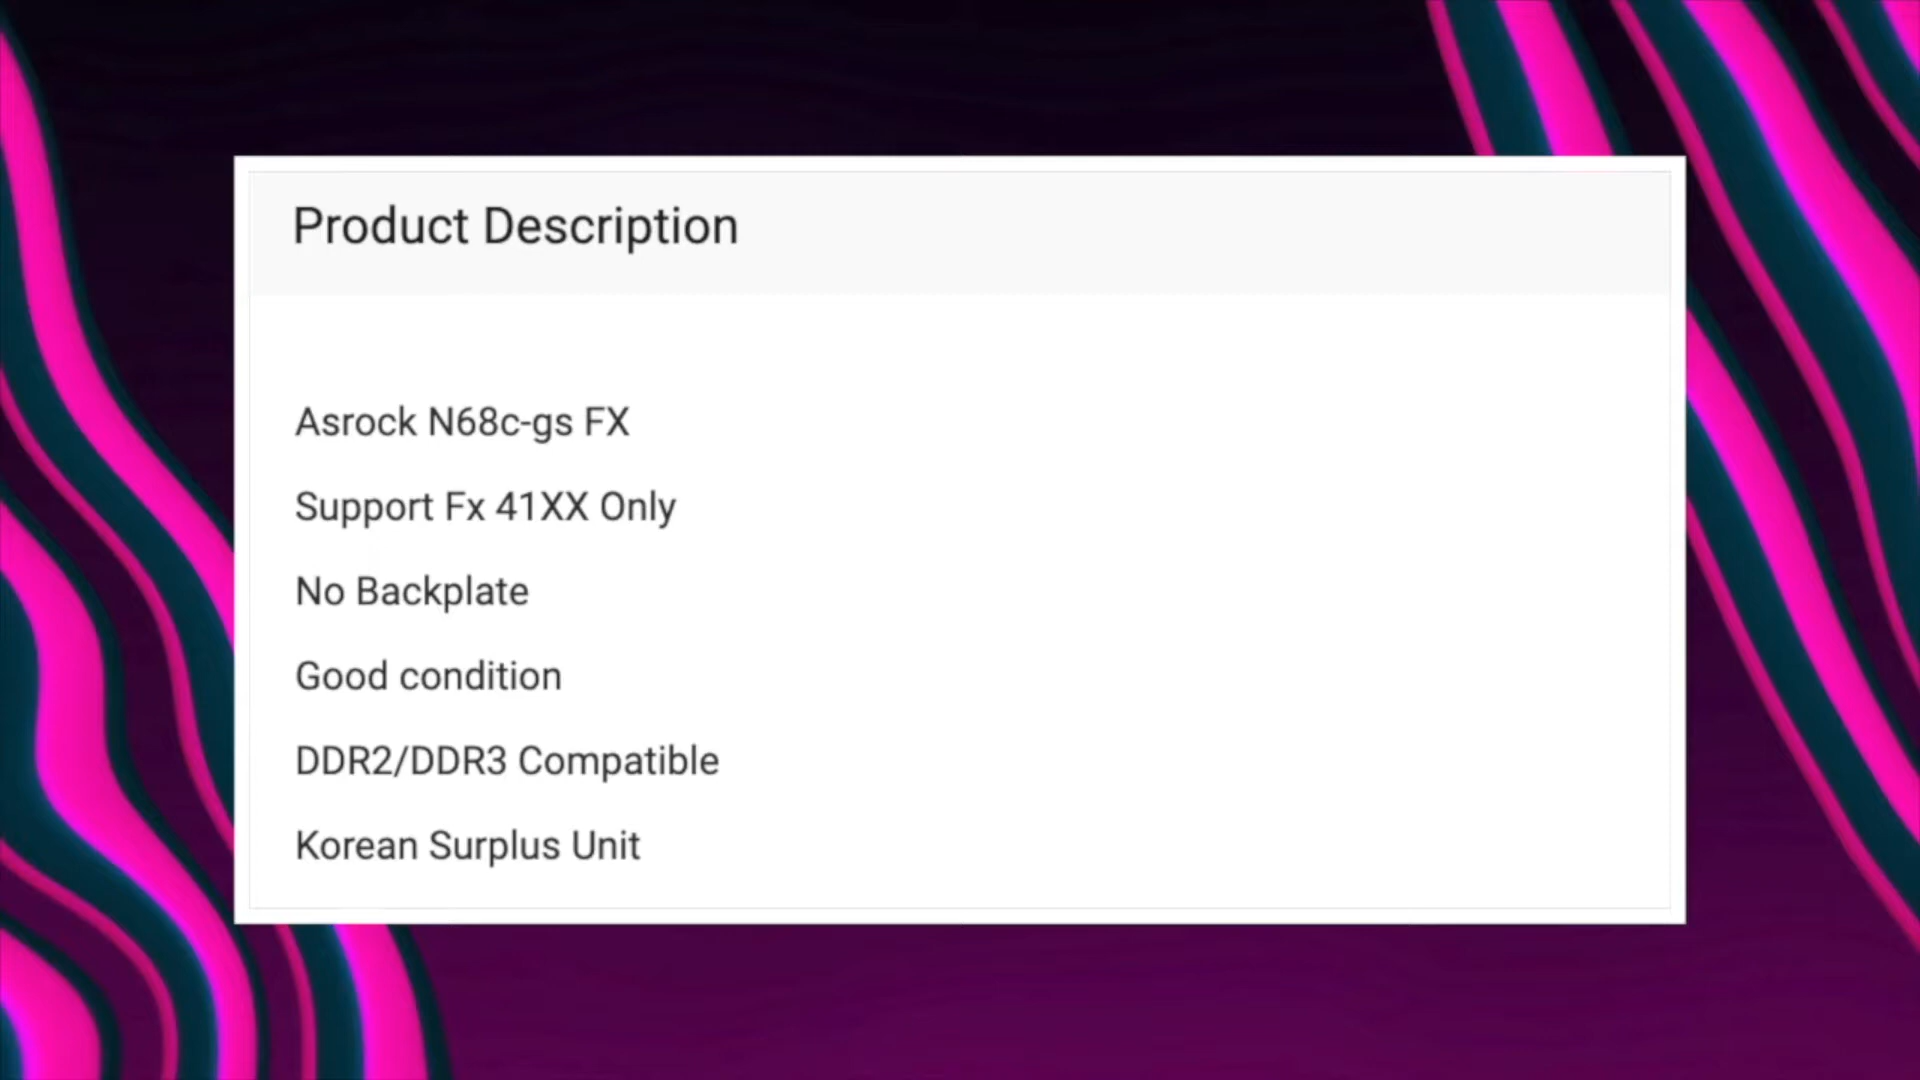 Product Description
Asrock N68c-gs FX
Support Fx 41XX Only
No Backplate
Good condition
DDR2/DDR3 Compatible
Korean Surplus Unit